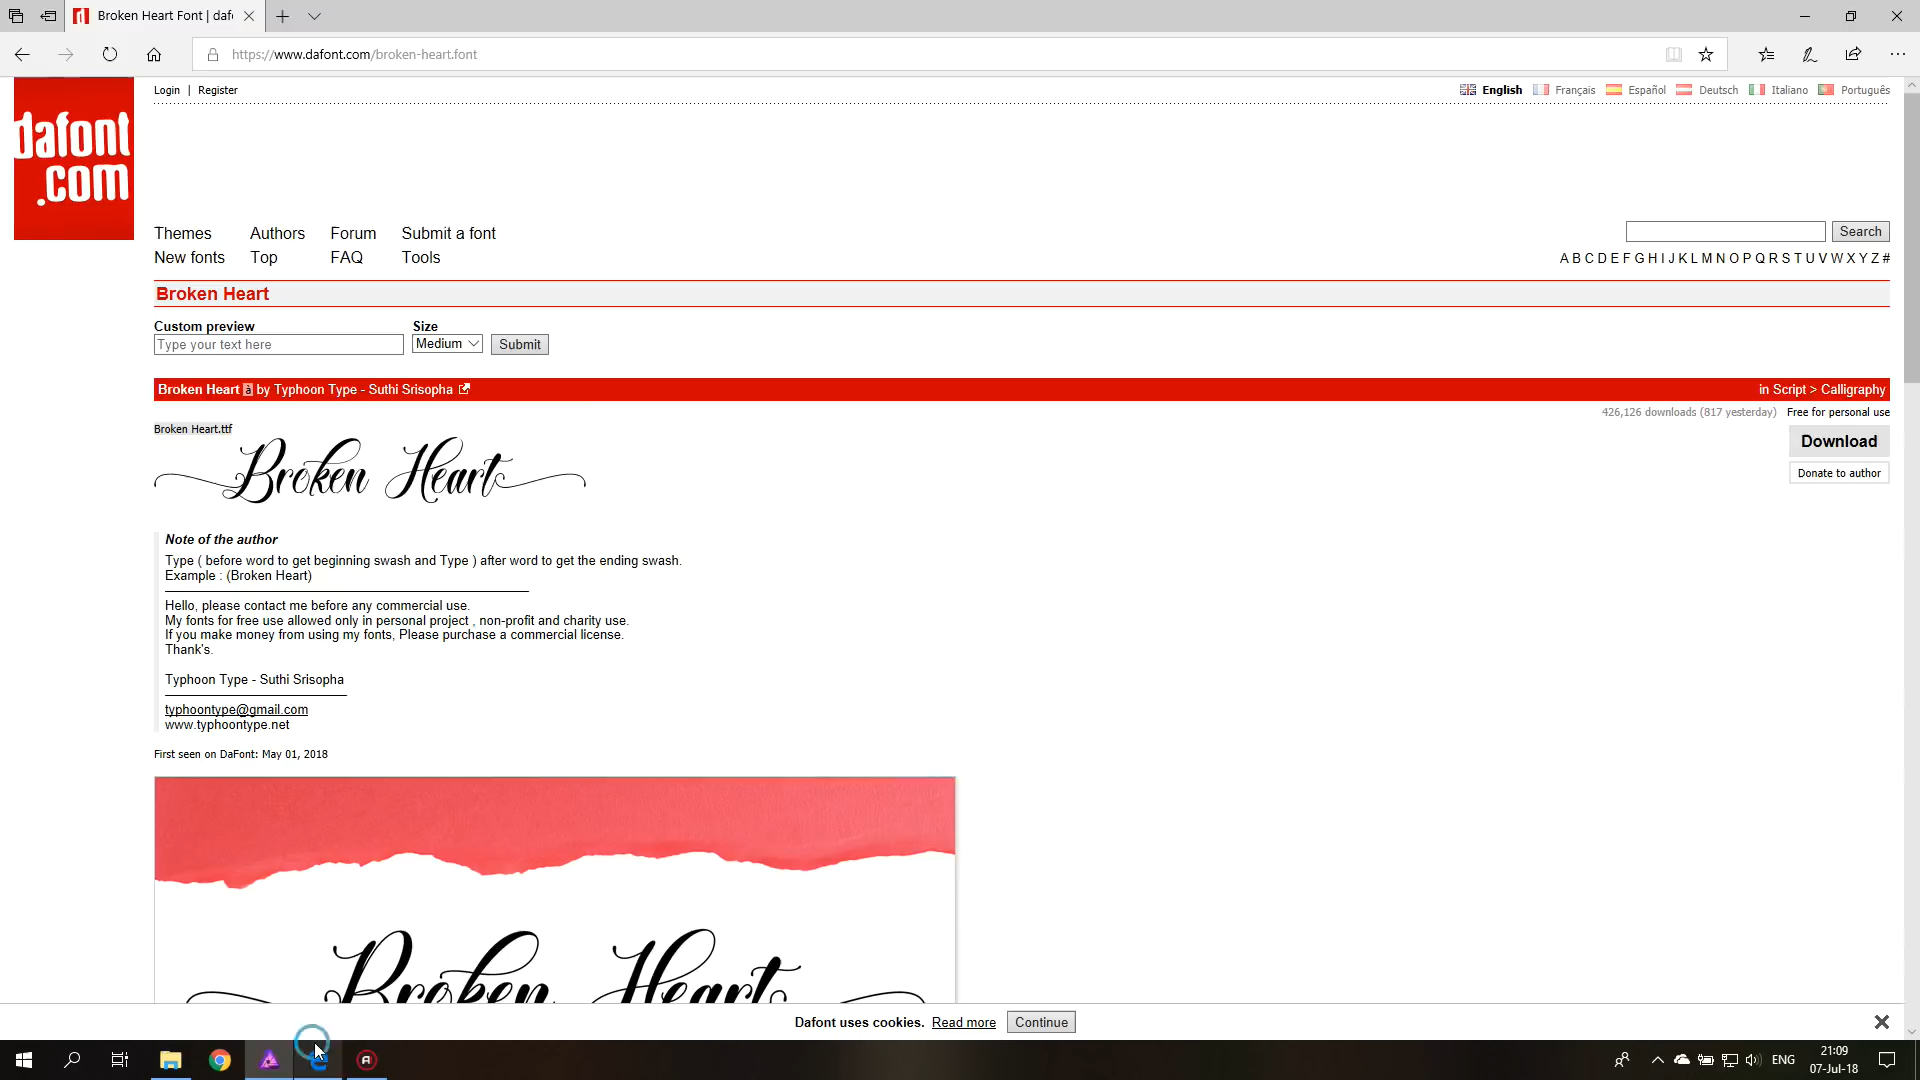 Broken Heart Font | daf
https://www.dafont.com/broken-heart.font
Login | Register
English Français Español Deutsch Italiano Português
dafont
.com
Themes Authors Forum Submit a font
Search
New fonts Top FAQ Tools
A B C D E F G H I J K L M N O P Q R S T U V W X Y Z #
Broken Heart
Custom preview Size
Type your text here Medium Submit
Broken Heart à by Typhoon Type - Suthi Srisopha
in Script > Calligraphy
426,126 downloads (817 yesterday) Free for personal use
Broken Heart.ttf
Download
Broken Heart
Donate to author
Note of the author
Type ( before word to get beginning swash and Type ) after word to get the ending swash.
Example : (Broken Heart)
Hello, please contact me before any commercial use.
My fonts for free use allowed only in personal project , non-profit and charity use.
If you make money from using my fonts, Please purchase a commercial license.
Thank's.
Typhoon Type - Suthi Srisopha
typhoontype@gmail.com
www.typhoontype.net
First seen on DaFont: May 01, 2018
Broken Heart
Dafont uses cookies. Read more Continue
ENG
21:09
07-Jul-18